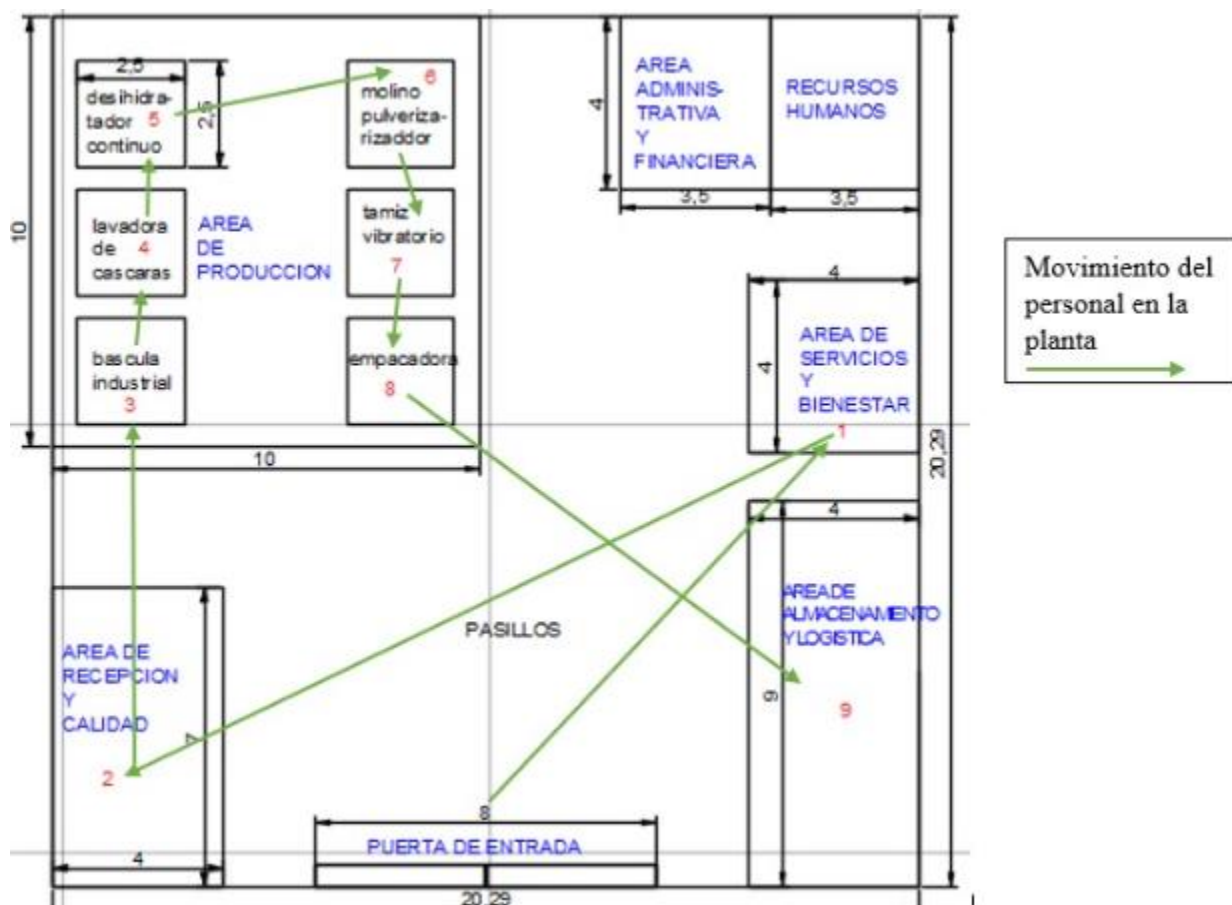 10
2,5
2,5
desihidra-
tador 5
continuo
6
molino
pulveriza-
rizaddor
lavadora
de 4
cascaras
AREA
DE
PRODUCCION
tamiz
vibratorio
7
bascula
industrial
3
empacadora
8
10
4
AREA
ADMINIS-
TRATIVA
Y
FINANCIERA
RECURSOS
HUMANOS
3,5
3,5
4
4
AREA DE
SERVICIOS
Y
BIENESTAR
1
20,29
Movimiento del
personal en la
planta
4
9
AREA DE
ALMACENAMIENTO
Y LOGISTICA
9
PASILLOS
AREA DE
RECEPCION
Y
CALIDAD
7
2
4
8
PUERTA DE ENTRADA
20,29